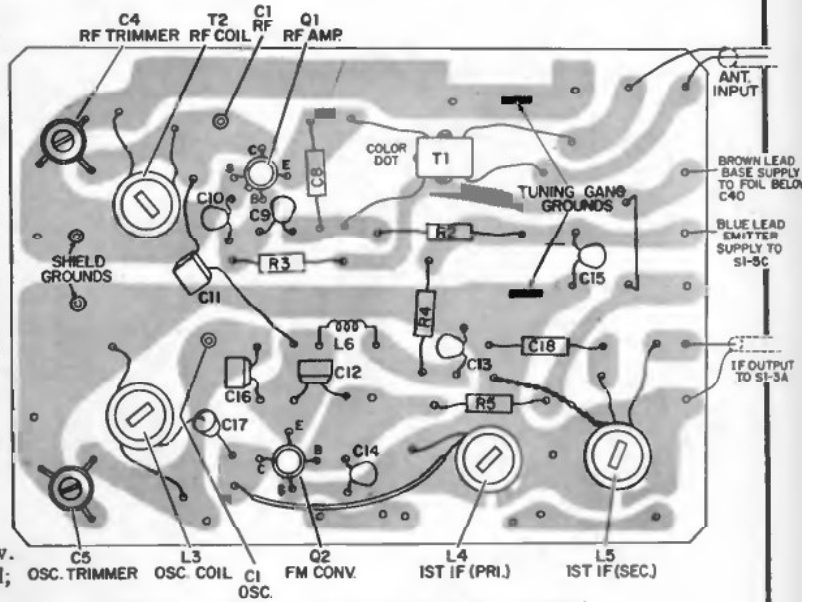 C4
RF TRIMMER
T2
RF COIL
C1
RF
Q1
RF AMP.
ANT.
INPUT
COLOR
DOT
T1
C
S
E
B
C8
C10
C9
BROWN LEAD
BASE SUPPLY
TO FOIL BELOW
C40
TUNING GANG
GROUNDS
R2
BLUE LEAD
EMITTER
SUPPLY TO
S1-5C
SHIELD
GROUNDS
R3
C11
C15
R4
L6
C13
C18
C16
C12
IF OUTPUT
TO S1-3A
R5
C17
E
C
B
C14
v.
C5
OSC. TRIMMER
L3
OSC. COIL
C1
OSC.
Q2
FM CONV.
L4
1ST IF (PRI.)
L5
1ST IF (SEC.)